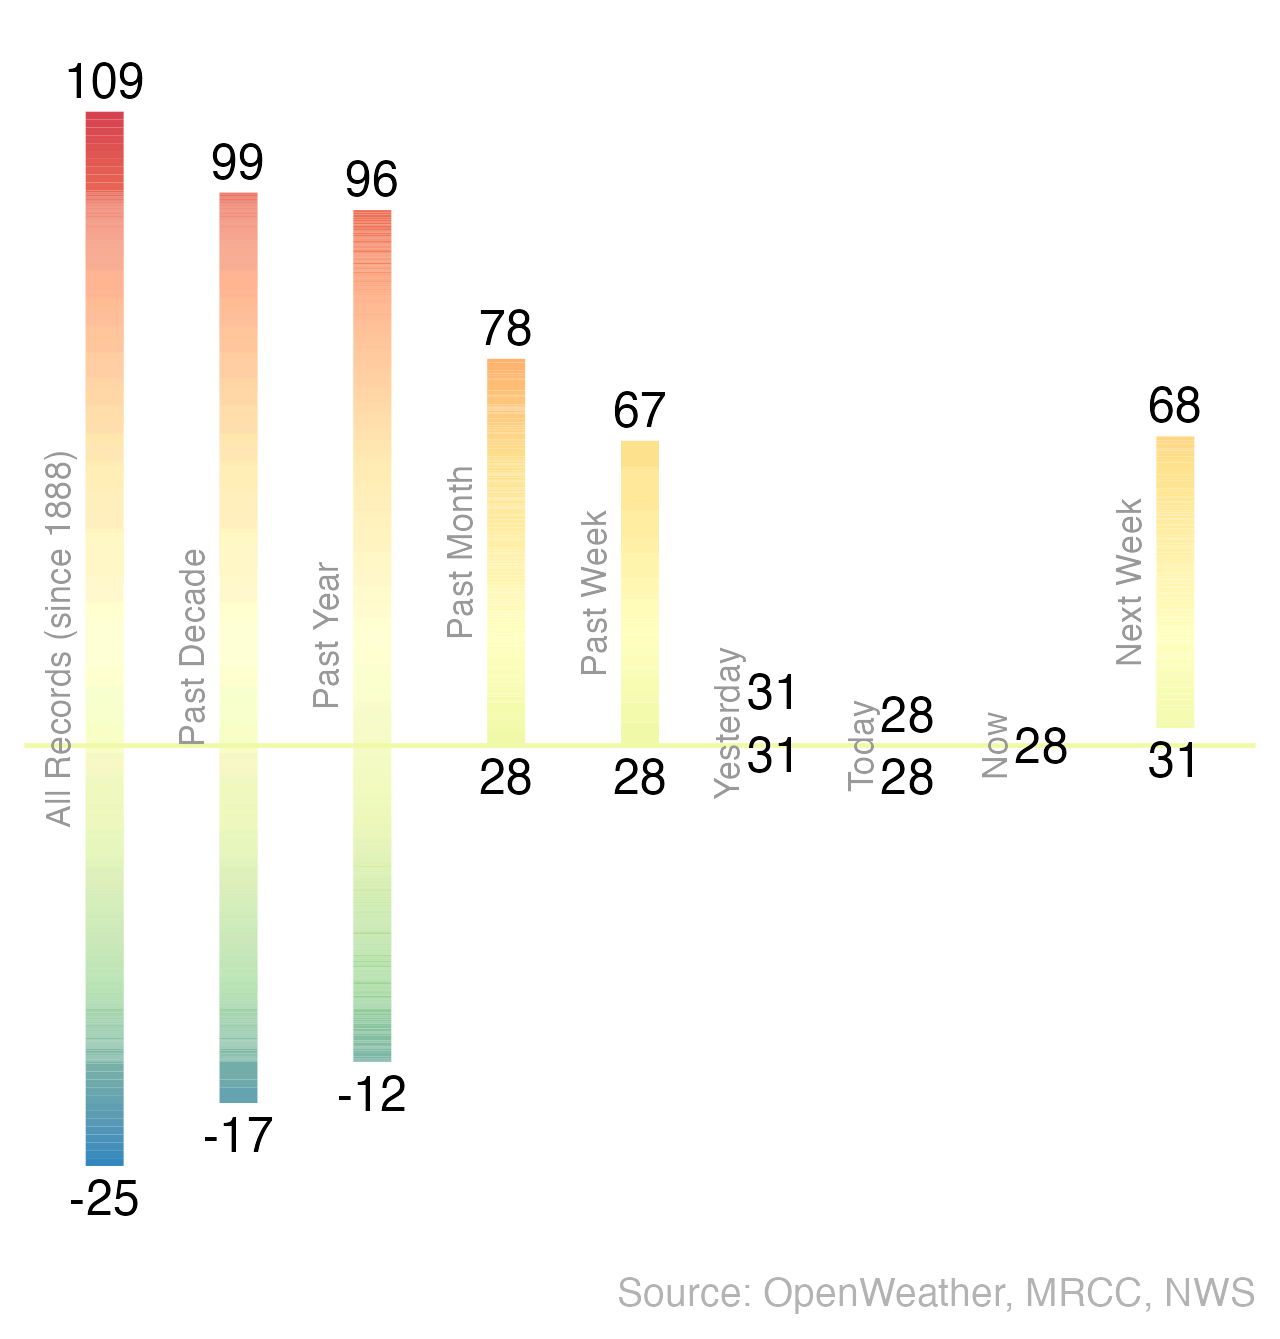 109
99
96
78
67
68
31
28
28
31
28
31
28
28
-12
-17
-25
All Records (since 1888)
Past Decade
Past Year
Past Month
Past Week
Yesterday
Today
Now
Next Week
Source: OpenWeather, MRCC, NWS